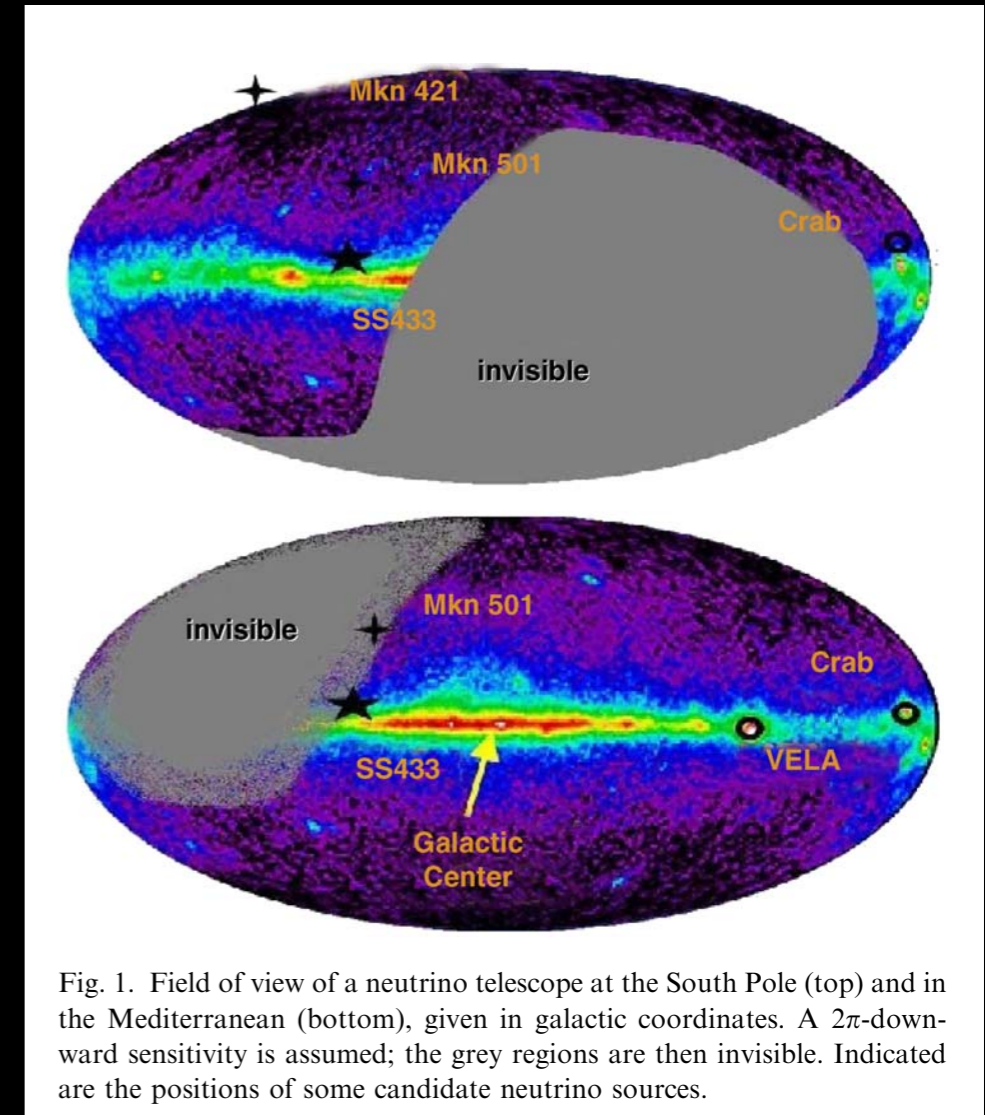 Mkn 421
Mkn 501
Crab
SS433
invisible
invisible
Mkn 501
Crab
SS433
VELA
Galactic
Center
Fig. 1. Field of view of a neutrino telescope at the South Pole (top) and in
the Mediterranean (bottom), given in galactic coordinates. A 2π-down-
ward sensitivity is assumed; the grey regions are then invisible. Indicated
are the positions of some candidate neutrino sources.